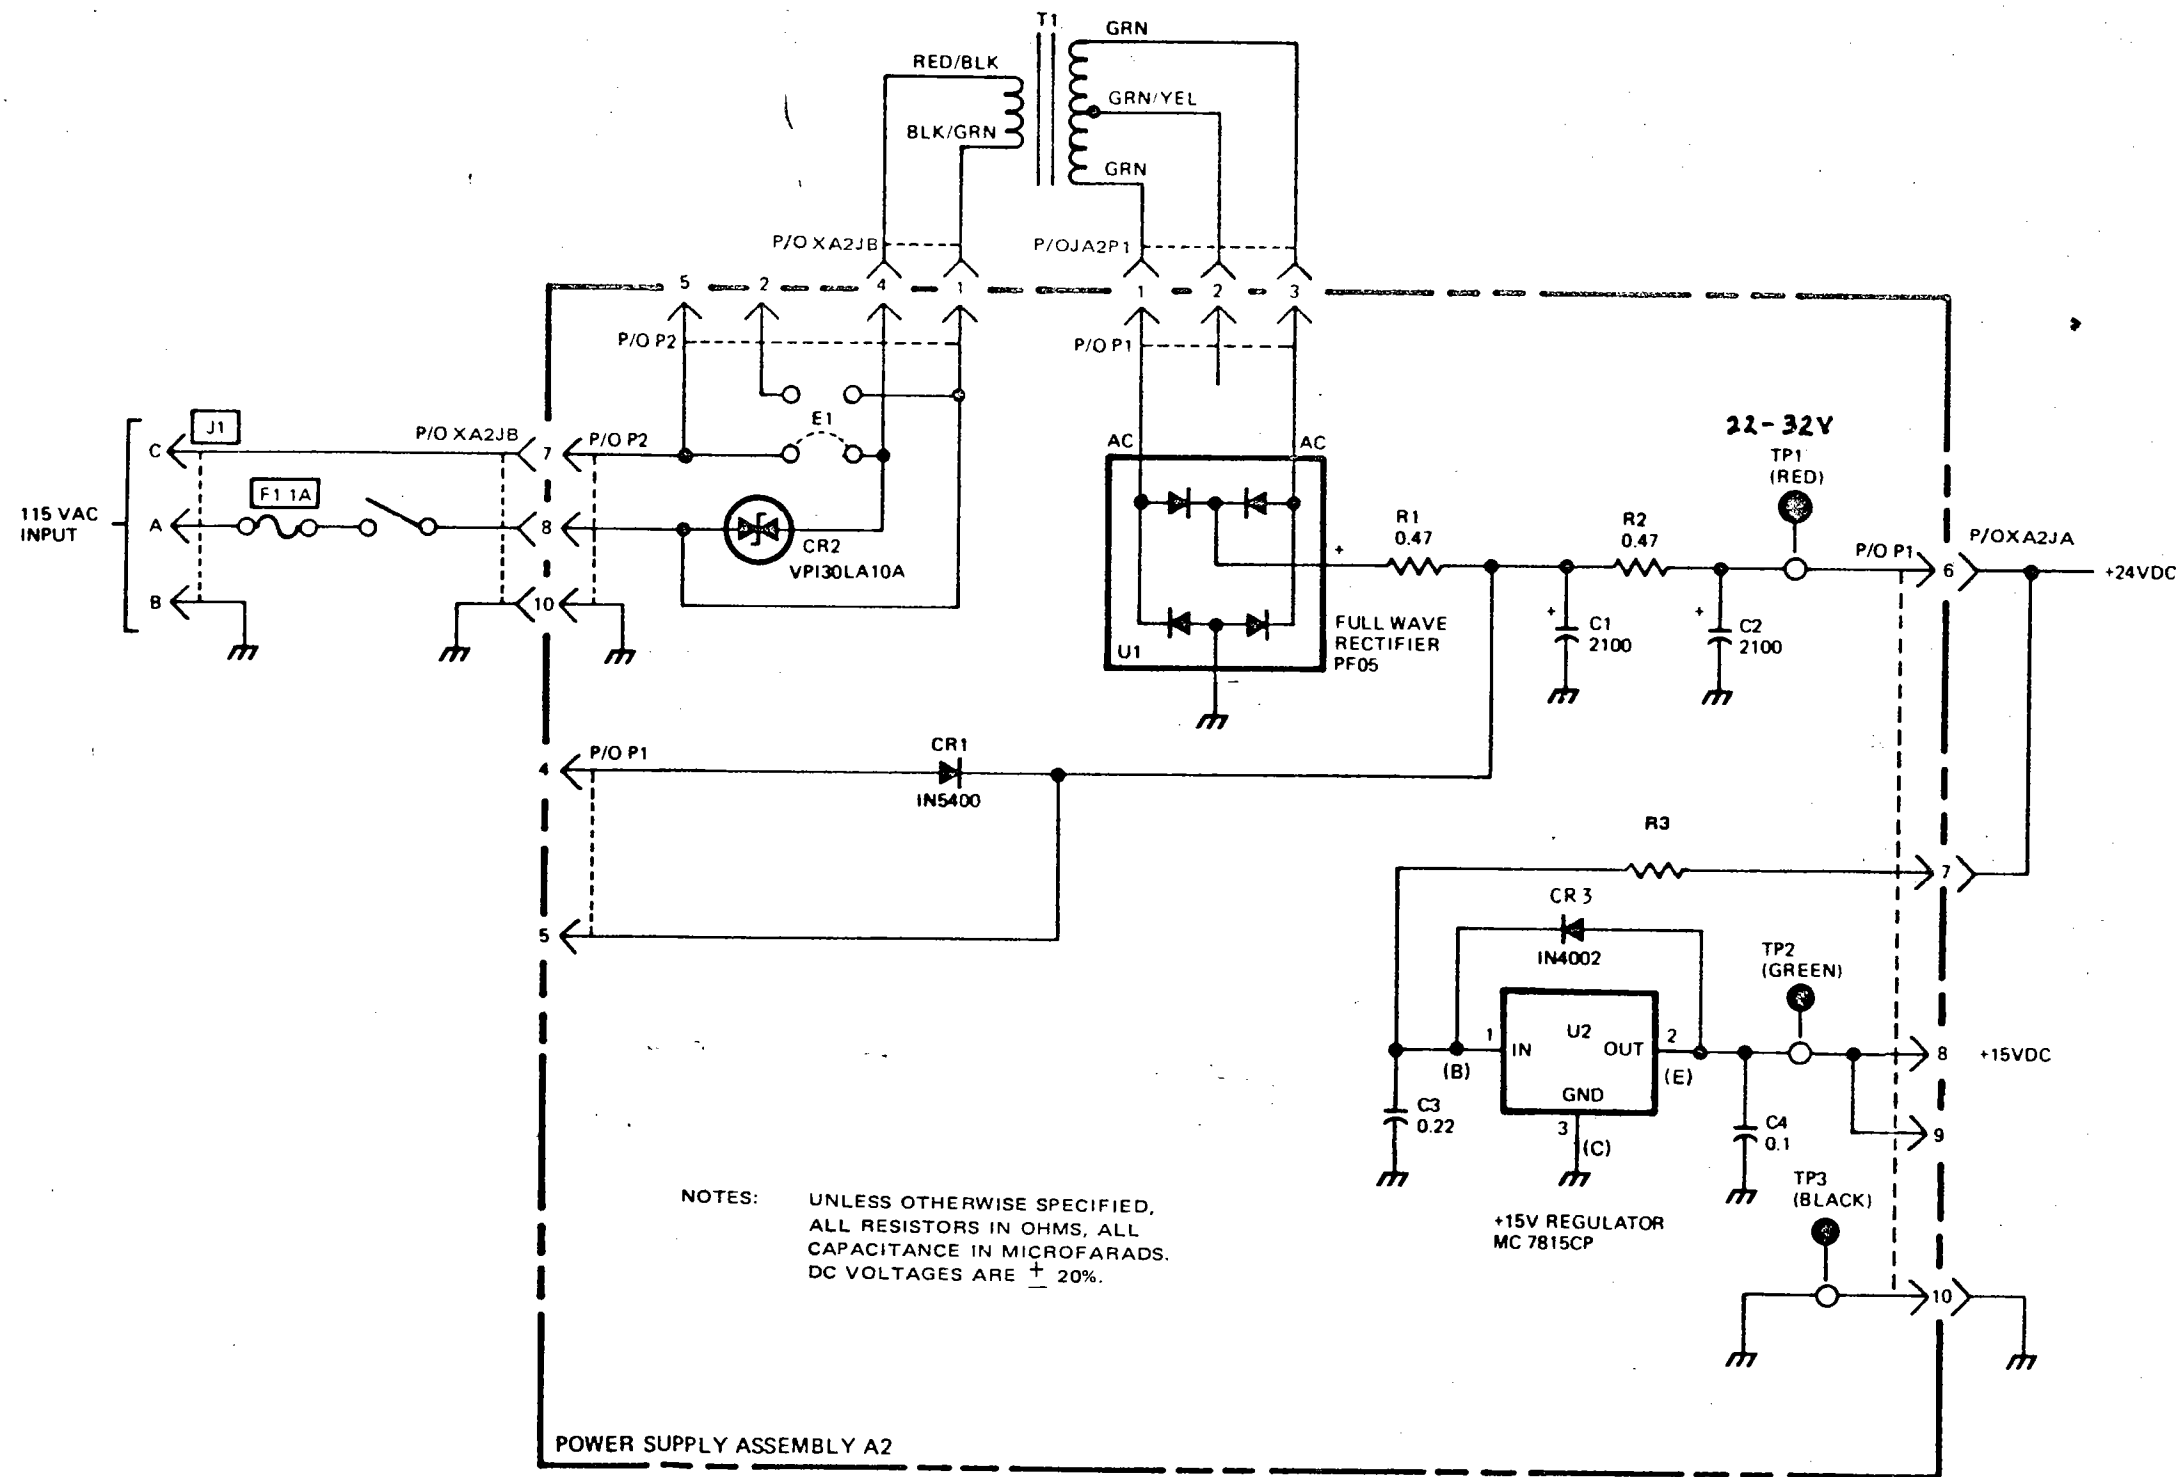 T1
GRN
RED/BLK
GRN/YEL
BLK/GRN
GRN
P/O XA2JB
P/OJA2P1
5 2 4 1 1 2 3
P/O P2
P/O P1
E1
J1
C
P/O XA2JB
7
P/O P2
AC
AC
22-32V
TP1
(RED)
F1 1A
115 VAC
INPUT
A
8
CR2
VPI30LA10A
R1
0.47
R2
0.47
+
P/O P1
6
P/OXA2JA
+24VDC
B
10
+
C1
2100
+
C2
2100
FULL WAVE
RECTIFIER
PF05
U1
4
P/O P1
CR1
IN5400
R3
7
5
CR 3
IN4002
TP2
(GREEN)
1
IN
U2
OUT
2
(B)
(E)
8
+15VDC
GND
C3
0.22
3
(C)
C4
0.1
9
TP3
(BLACK)
+15V REGULATOR
MC 7815CP
10
NOTES: UNLESS OTHERWISE SPECIFIED,
ALL RESISTORS IN OHMS, ALL
CAPACITANCE IN MICROFARADS.
DC VOLTAGES ARE ± 20%.
POWER SUPPLY ASSEMBLY A2